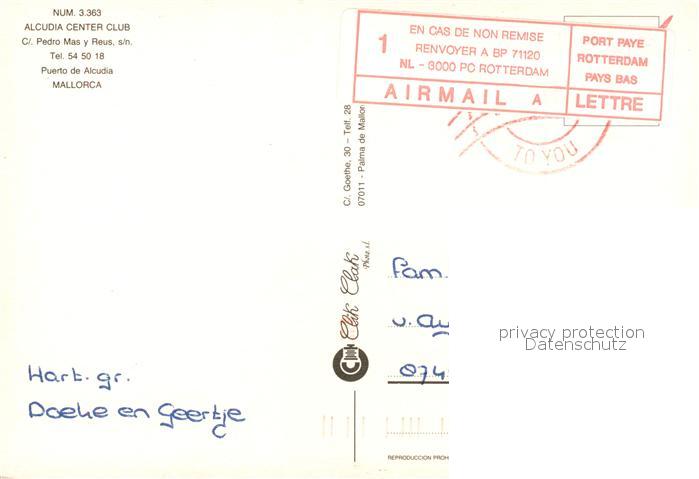 NUM. 3.363
ALCUDIA CENTER CLUB
C/. Pedro Mas y Reus, s/n.
Tel. 54 50 18
Puerto de Alcudia
MALLORCA
1
EN CAS DE NON REMISE
RENVOYER A BP 71120
NL - 3000 PC ROTTERDAM
PORT PAYE
ROTTERDAM
PAYS BAS
AIRMAIL A
LETTRE
TO YOU
C/. Goethe, 30 – Telf. 28
07011 - Palma de Mallor
Clik Clak
Photo, s.l.
Fam.
v. Au
074
privacy protection
Datenschutz
Hart. gr.
Doeke en Geertje
REPRODUCCION PROH